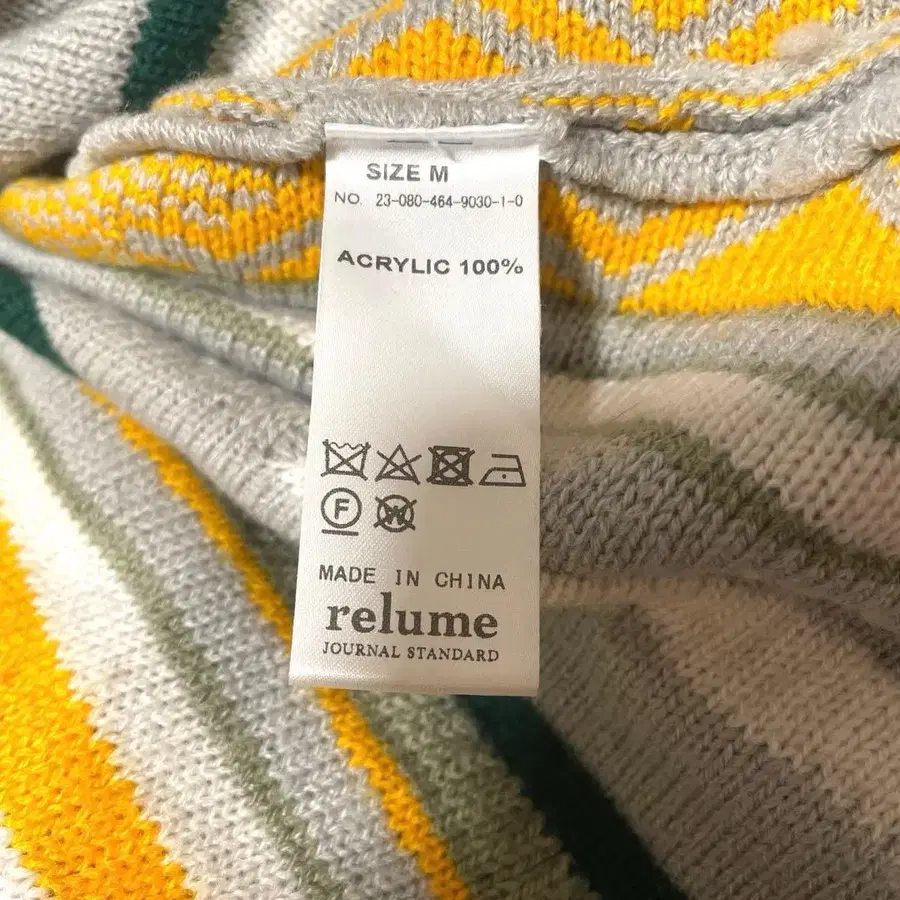 SIZE M
NO. 23-080-464-9030-1-0
ACRYLIC 100%
F W
MADE IN CHINA
relume
JOURNAL STANDARD